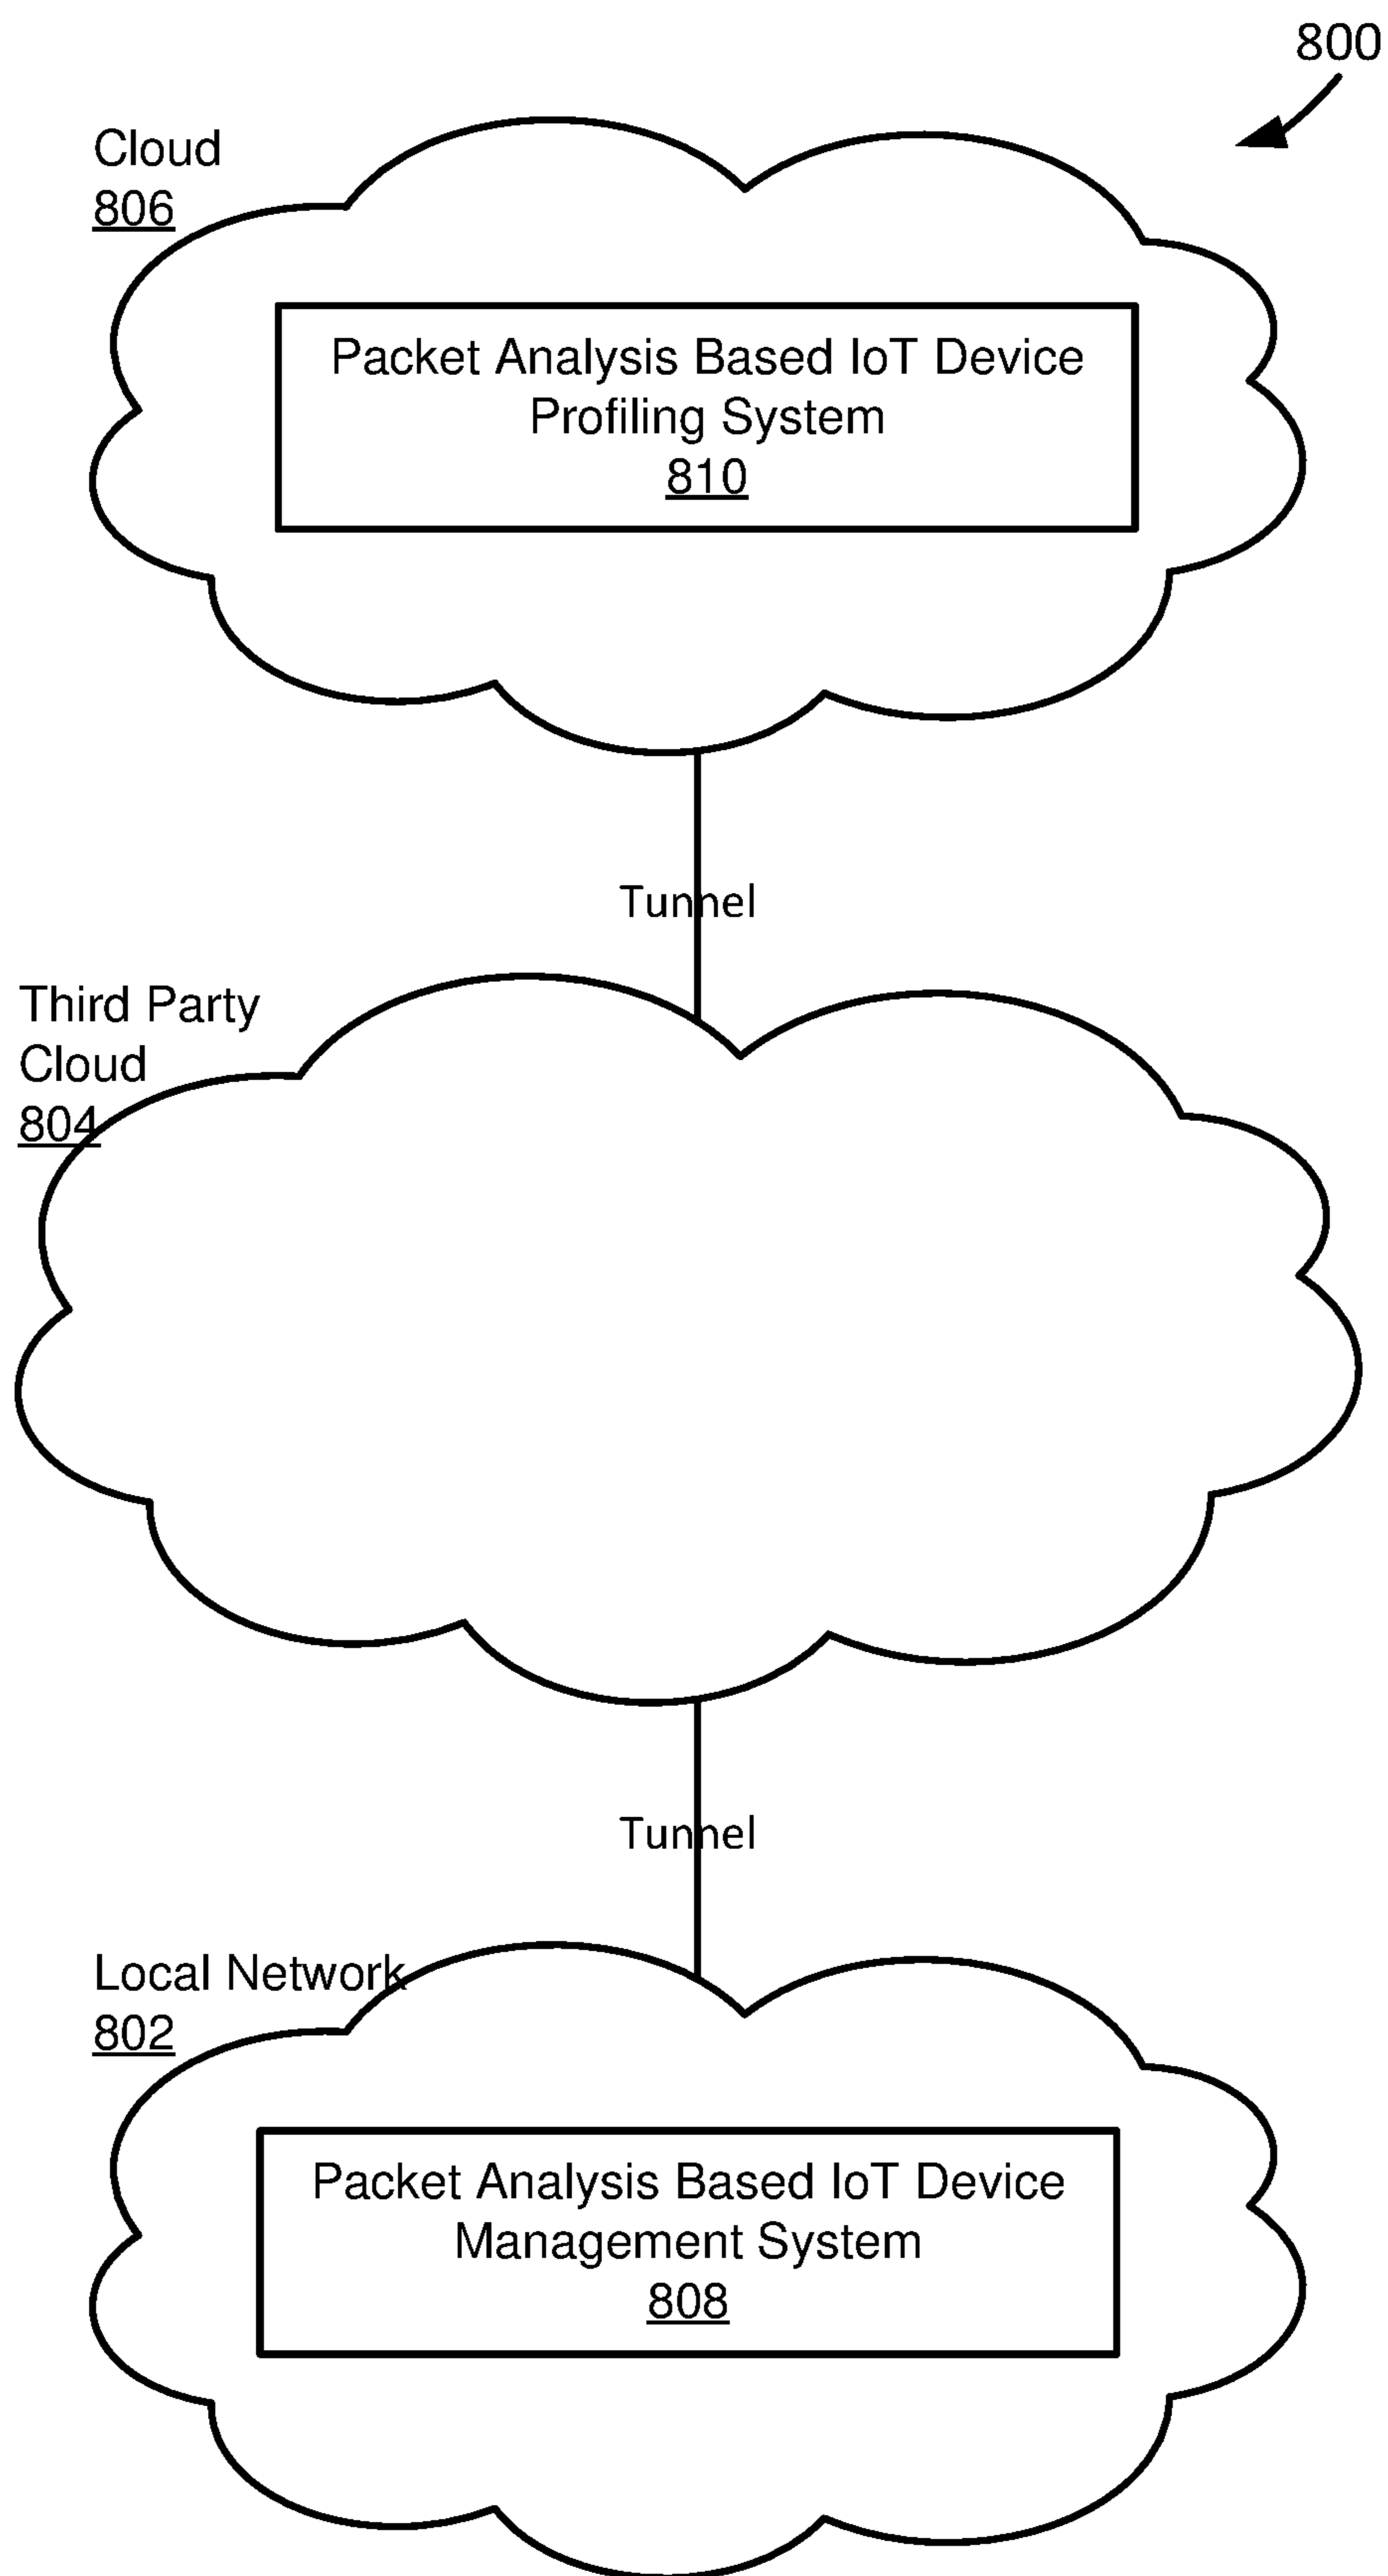 800
Cloud
806
Packet Analysis Based IoT Device
Profiling System
810
Tunnel
Third Party
Cloud
804
Tunnel
Local Network
802
Packet Analysis Based IoT Device
Management System
808